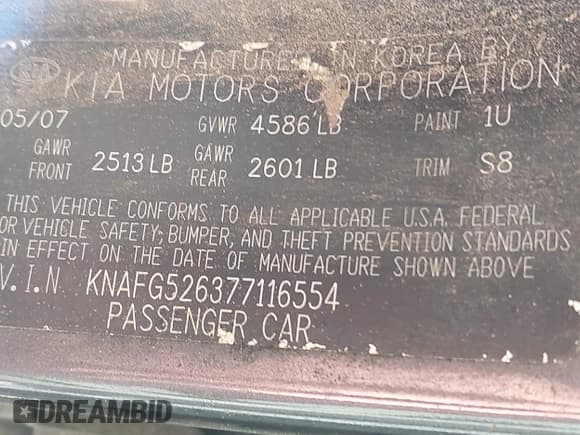 KIA MANUFACTURED IN KOREA BY
KIA MOTORS CORPORATION
05/07 GVWR 4586 LB PAINT 1U
GAWR FRONT 2513 LB GAWR REAR 2601 LB TRIM S8
THIS VEHICLE CONFORMS TO ALL APPLICABLE U.S.A. FEDERAL
OR VEHICLE SAFETY, BUMPER, AND THEFT PREVENTION STANDARDS
IN EFFECT ON THE DATE OF MANUFACTURE SHOWN ABOVE
V.I.N KNAFG526377116554
PASSENGER CAR
DREAMBID